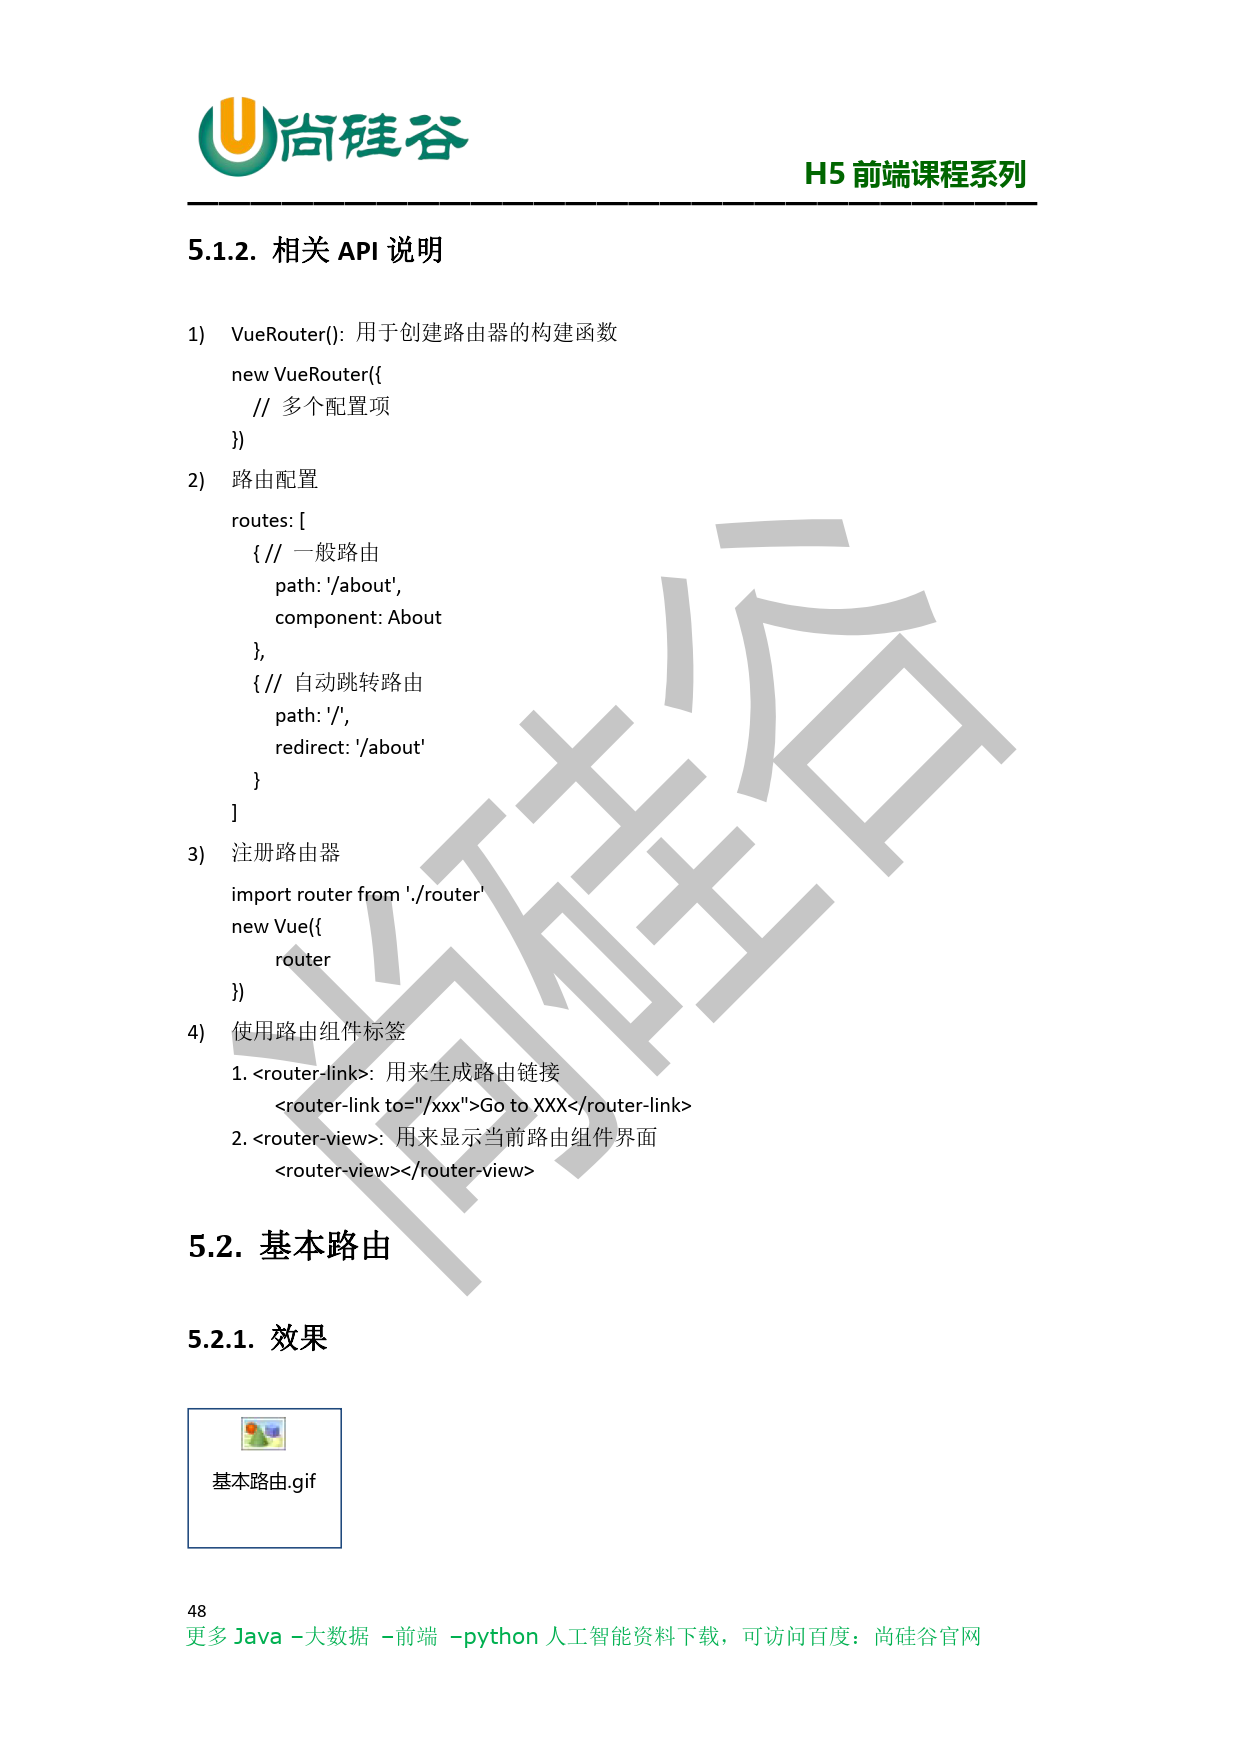 尚硅谷
H5 前端课程系列
5.1.2. 相关 API 说明
1) VueRouter(): 用于创建路由器的构建函数
new VueRouter({
// 多个配置项
})
2) 路由配置
routes: [
{ // 一般路由
path: '/about',
component: About
},
{ // 自动跳转路由
path: '/',
redirect: '/about'
}
]
3) 注册路由器
import router from './router'
new Vue({
router
})
4) 使用路由组件标签
1. <router-link>: 用来生成路由链接
<router-link to="/xxx">Go to XXX</router-link>
2. <router-view>: 用来显示当前路由组件界面
<router-view></router-view>
尚硅谷
5.2. 基本路由
5.2.1. 效果
基本路由.gif
48
更多 Java –大数据 –前端 –python 人工智能资料下载，可访问百度：尚硅谷官网